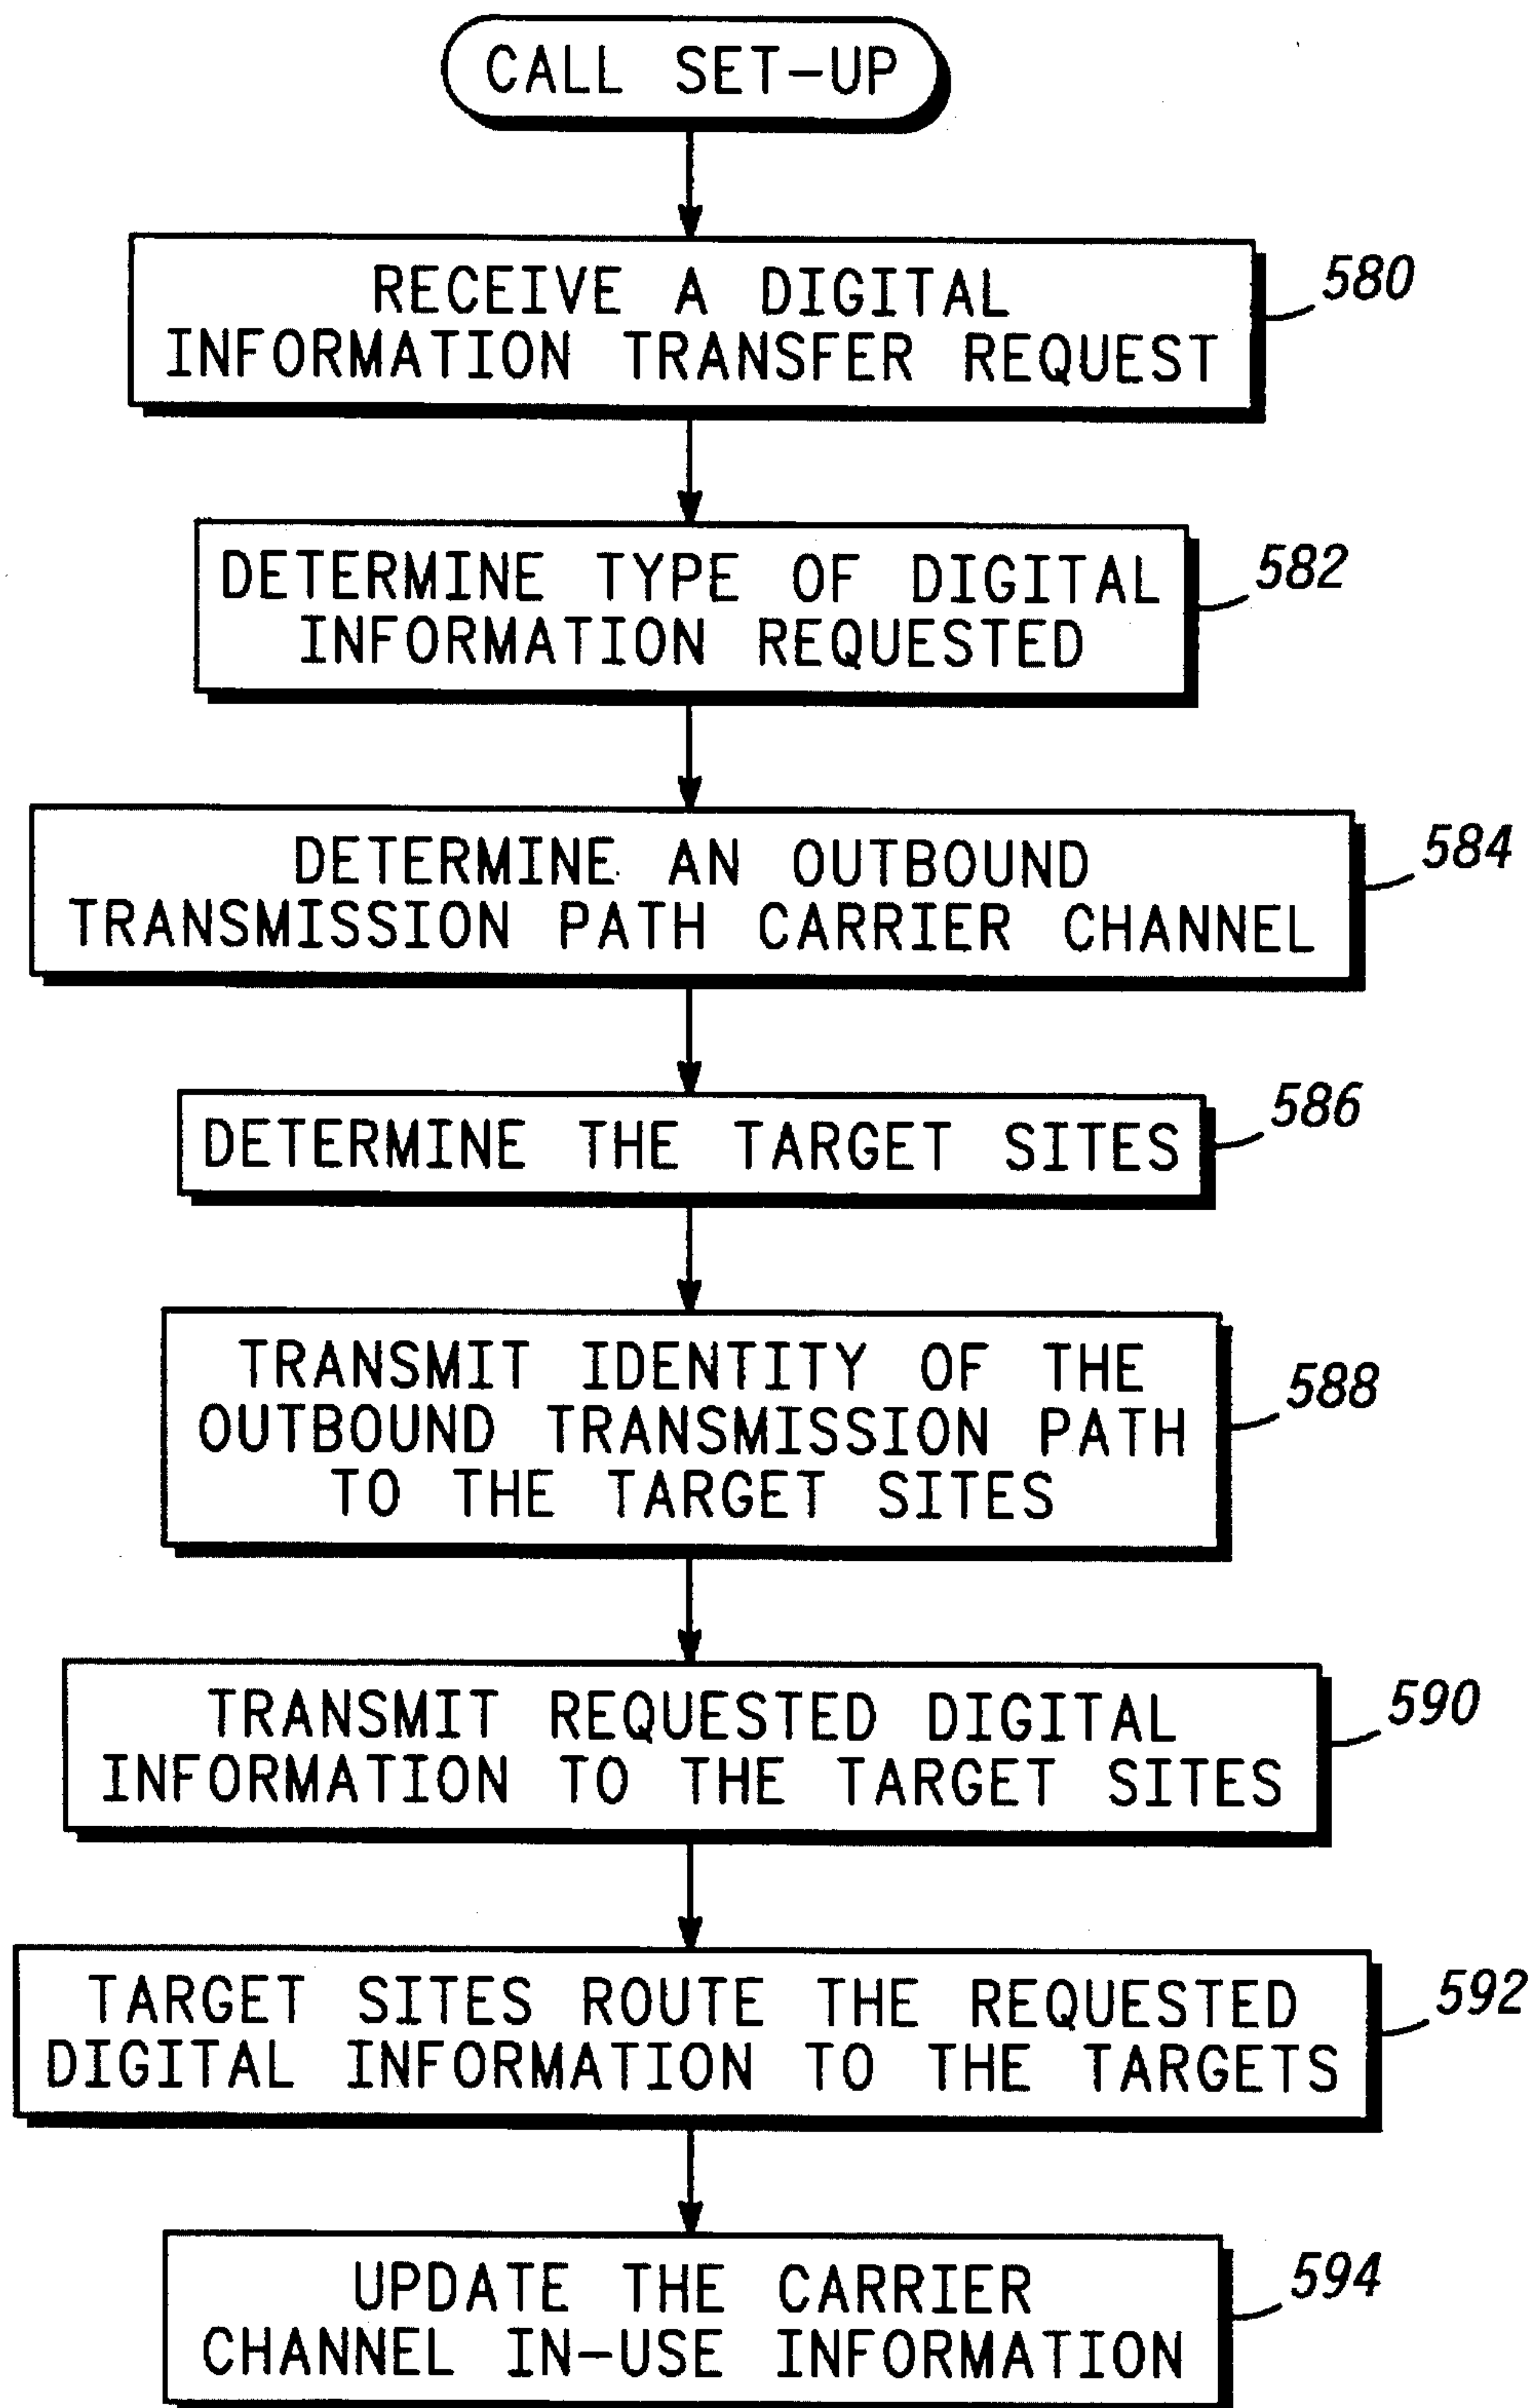 CALL SET-UP
RECEIVE A DIGITAL
INFORMATION TRANSFER REQUEST
580
DETERMINE TYPE OF DIGITAL
INFORMATION REQUESTED
582
DETERMINE AN OUTBOUND
TRANSMISSION PATH CARRIER CHANNEL
584
DETERMINE THE TARGET SITES
586
TRANSMIT IDENTITY OF THE
OUTBOUND TRANSMISSION PATH
TO THE TARGET SITES
588
TRANSMIT REQUESTED DIGITAL
INFORMATION TO THE TARGET SITES
590
TARGET SITES ROUTE THE REQUESTED
DIGITAL INFORMATION TO THE TARGETS
592
UPDATE THE CARRIER
CHANNEL IN-USE INFORMATION
594